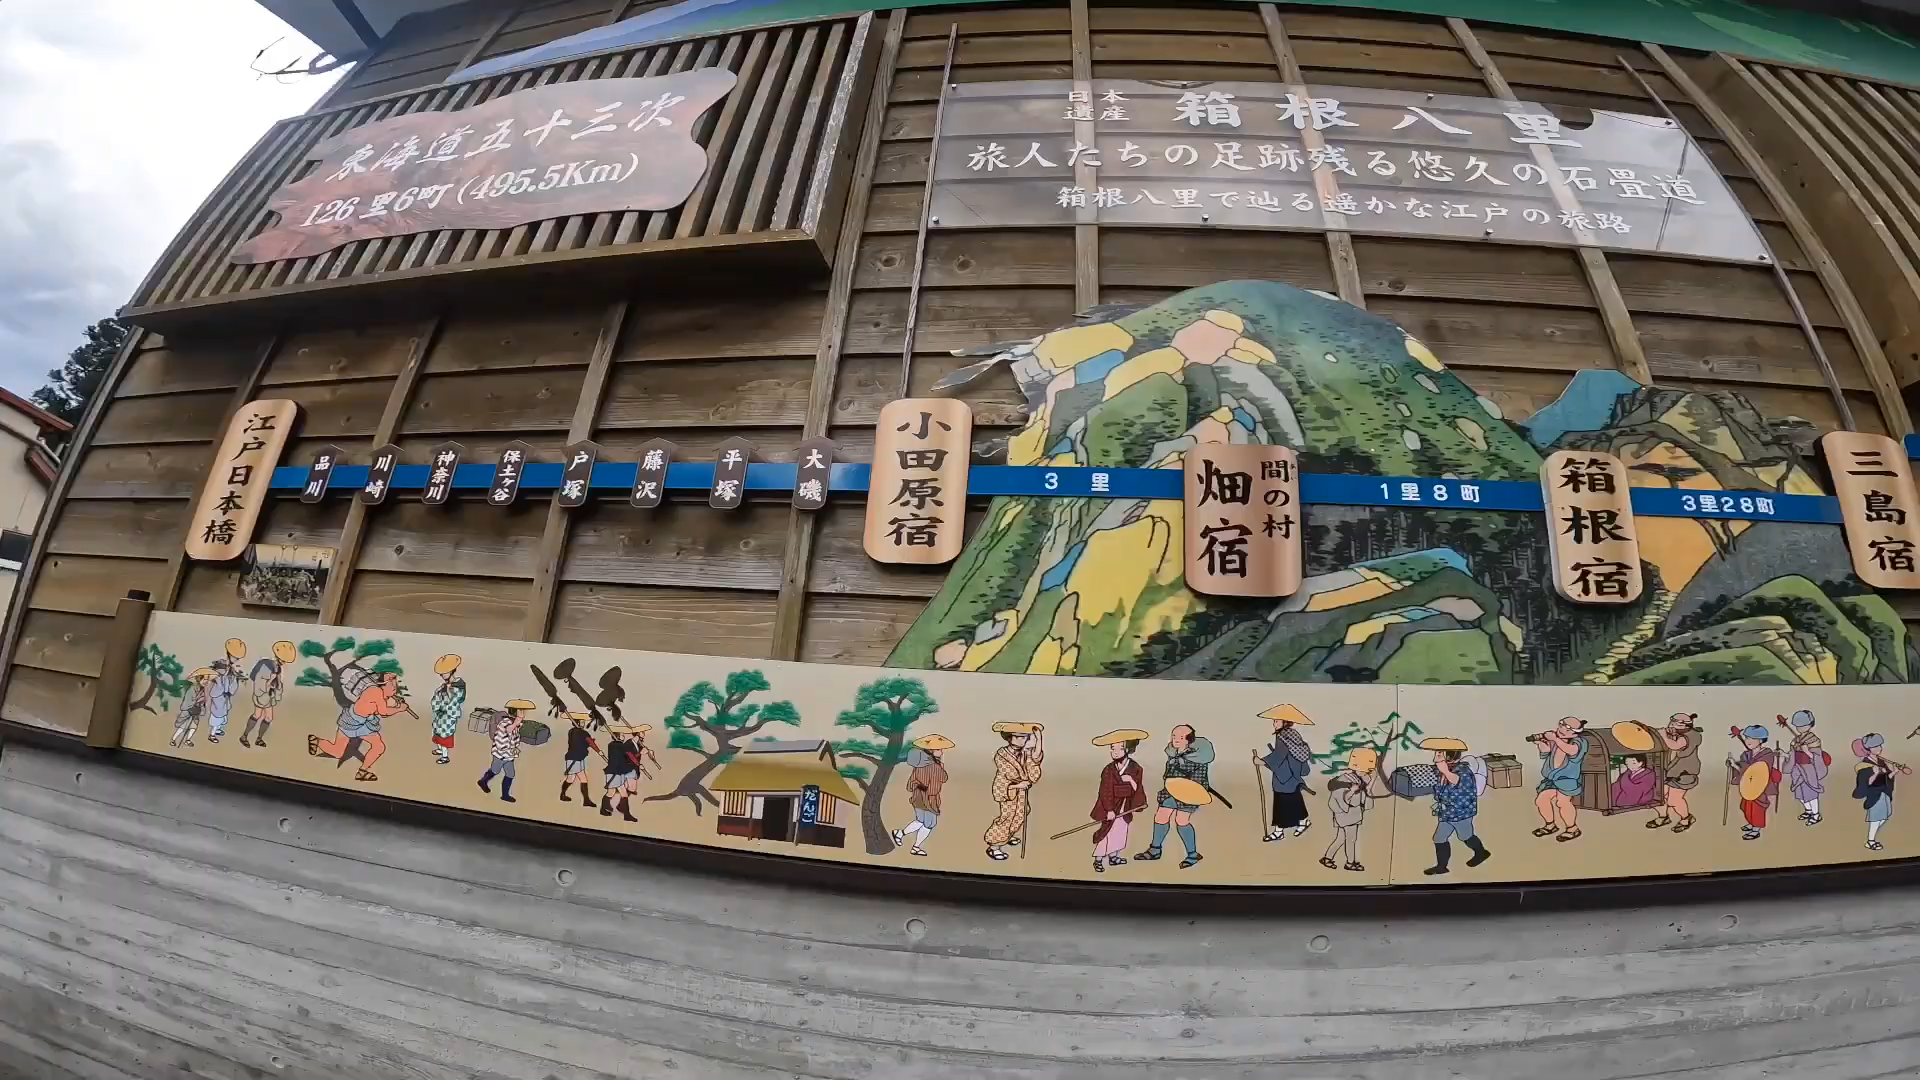 東海道五十三次
126里6町(495.5Km)
日本遺産 箱根八里
旅人たちの足跡残る悠久の石畳道
箱根八里で辿る遥かな江戸の旅路
江戸日本橋
品川
川崎
神奈川
保土ヶ谷
戸塚
藤沢
平塚
大磯
小田原宿
3里
間の村
畑宿
1里8町
箱根宿
3里28町
三島宿
だんご